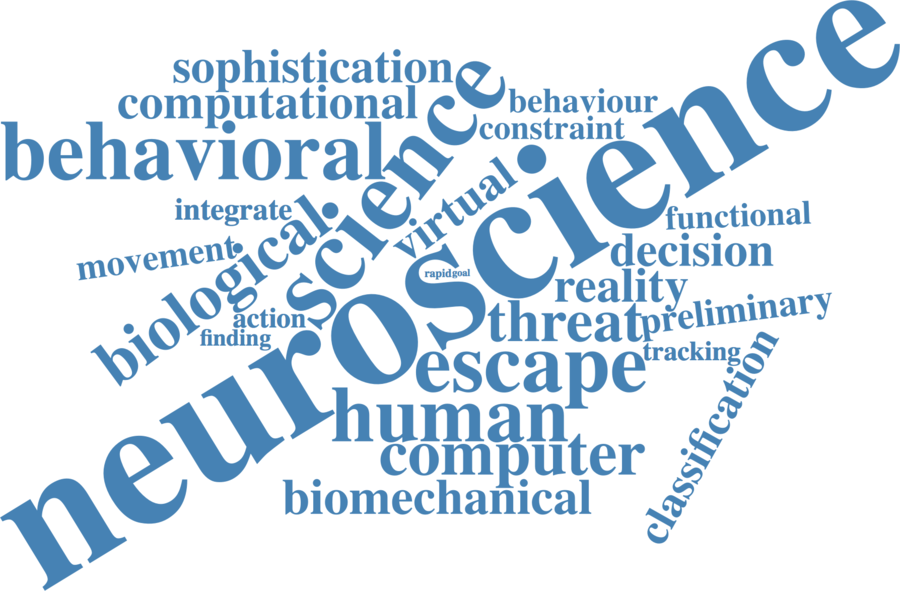 neuroscience
sophistication
computational
science
behaviour
constraint
behavioral
virtual
integrate
functional
biological
movement
decision
rapid goal
reality
preliminary
action
threat
finding
tracking
escape
classification
human
computer
biomechanical